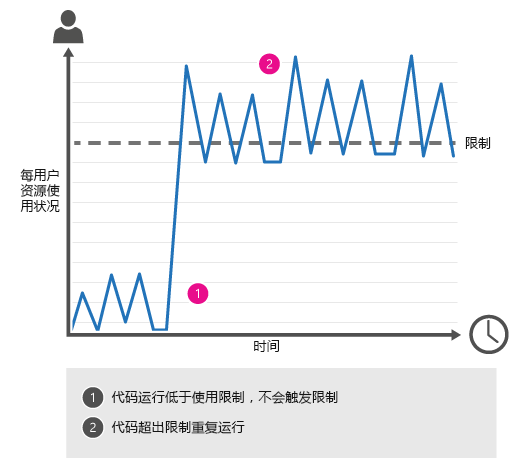 2
限制
每用户
资源使
用状况
1
时间
1 代码运行低于使用限制，不会触发限制
2 代码超出限制重复运行